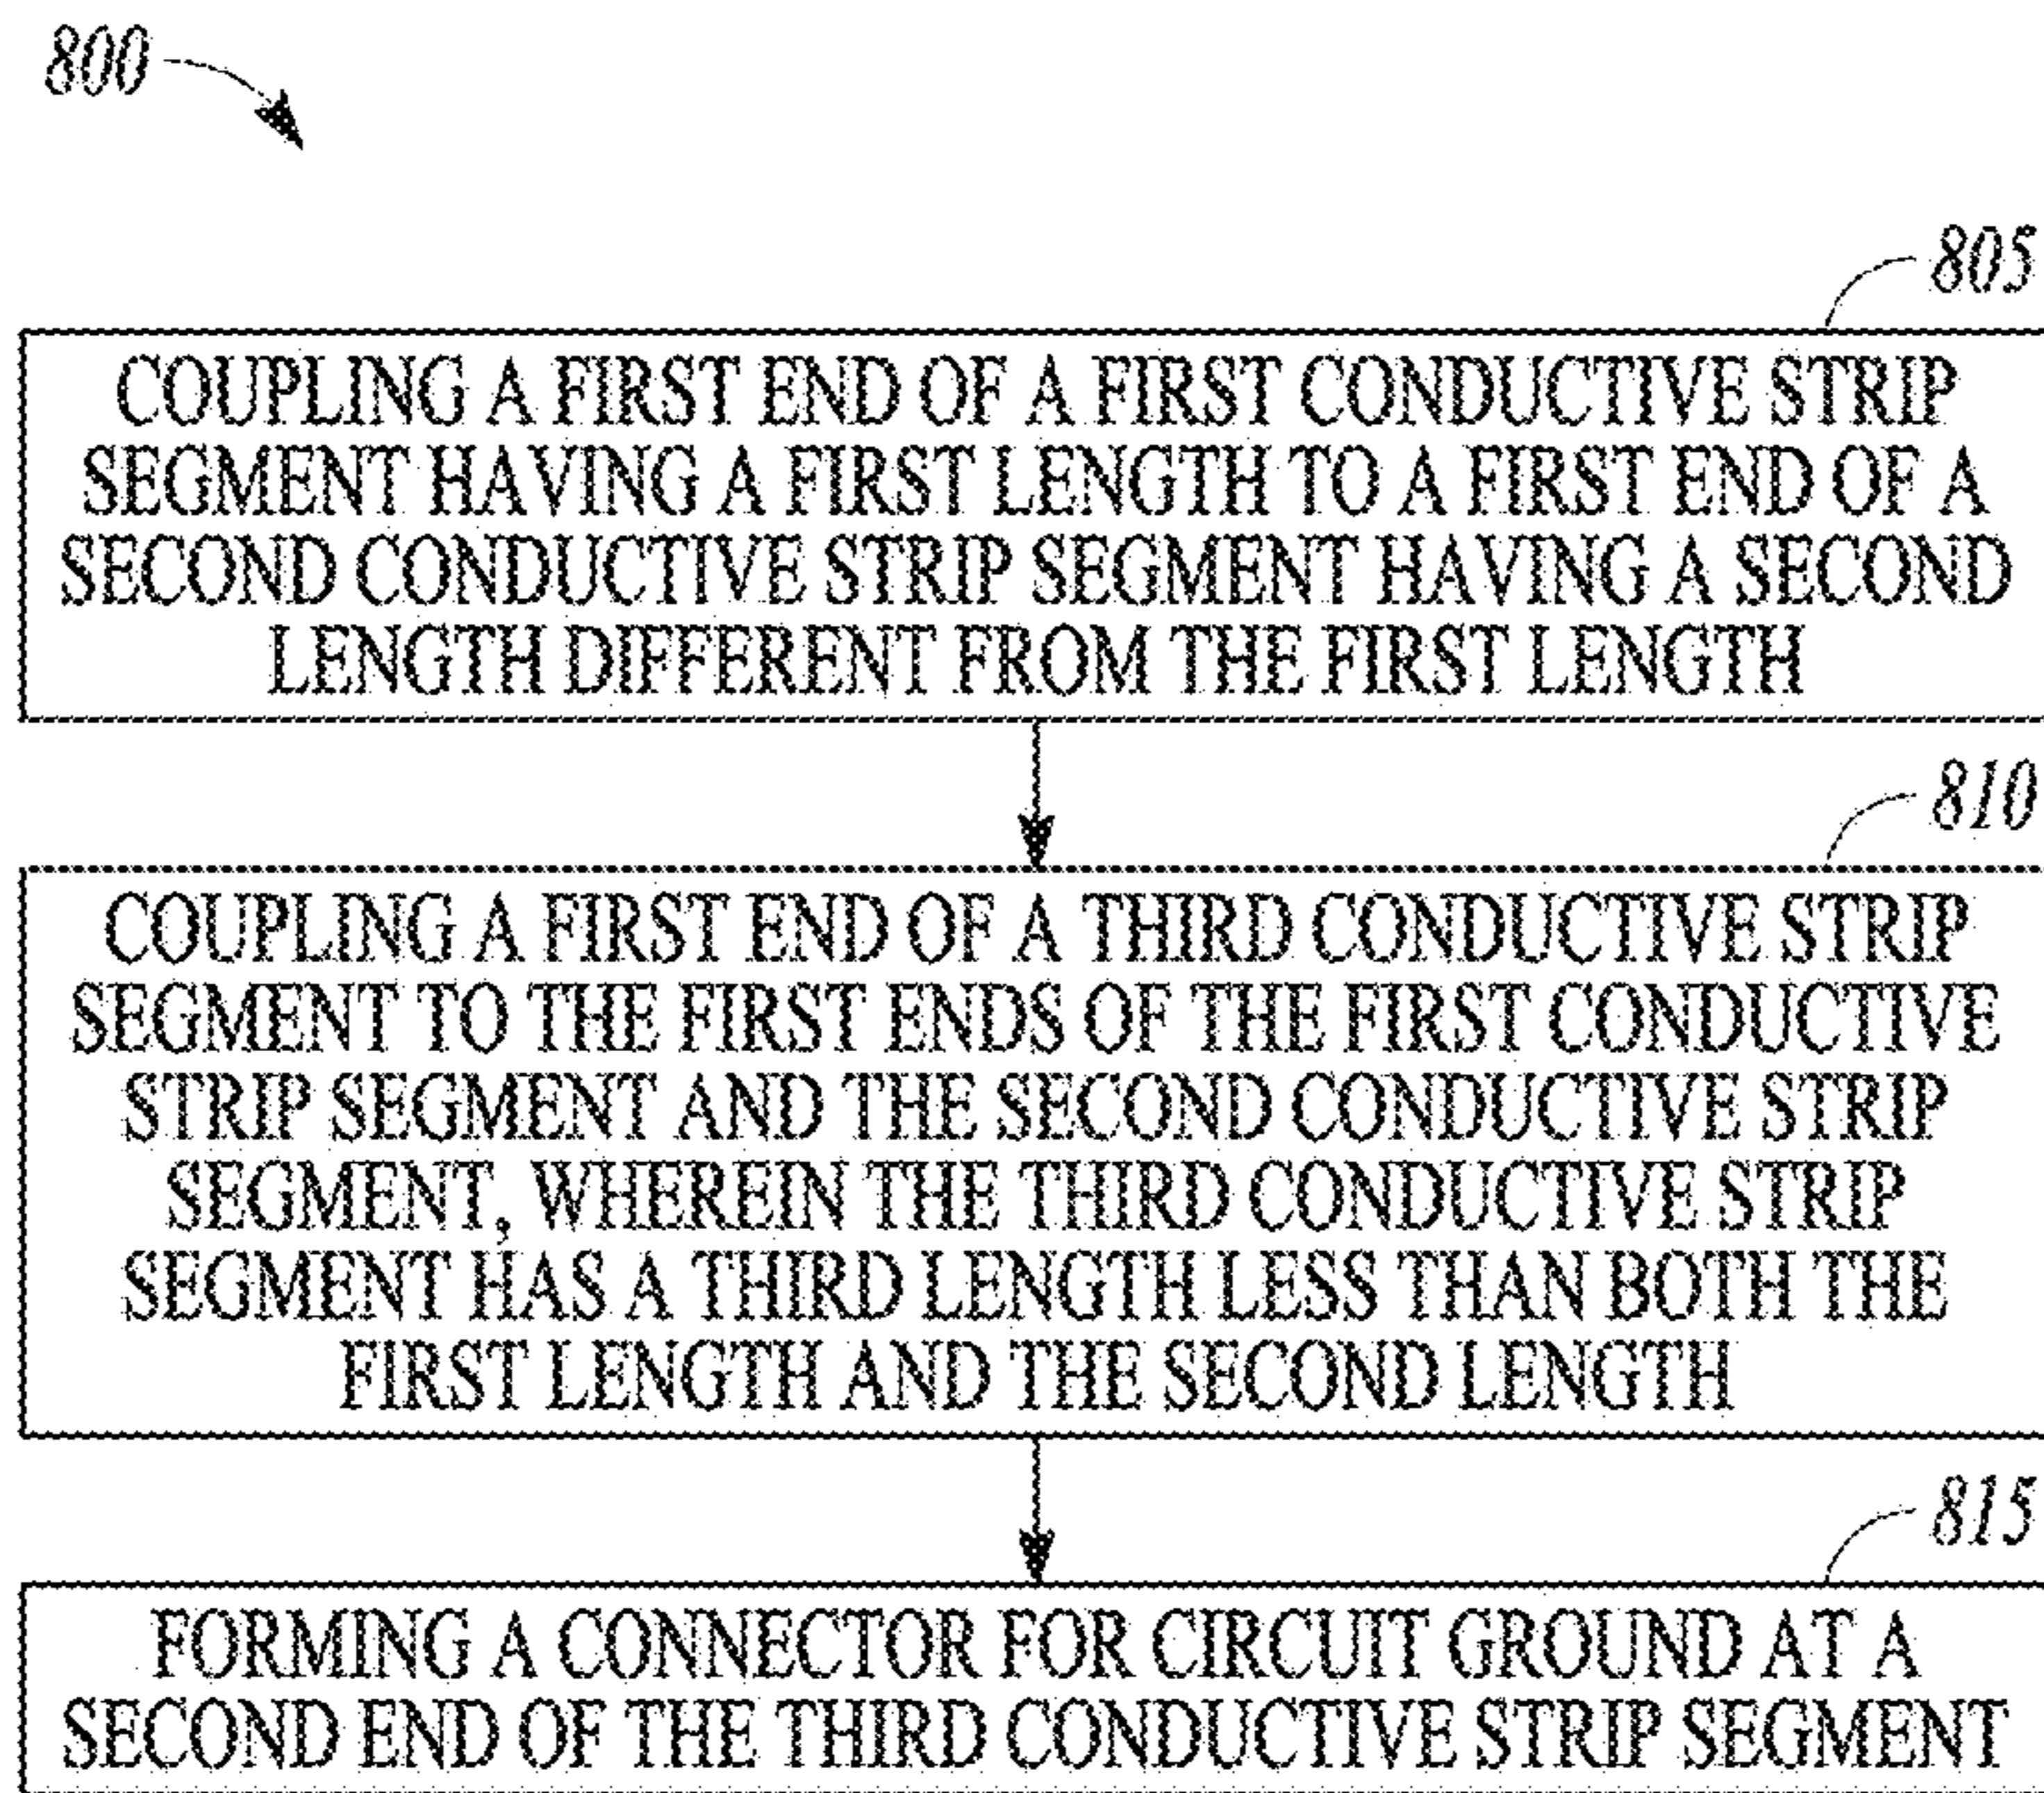 800
805
COUPLING A FIRST END OF A FIRST CONDUCTIVE STRIP
SEGMENT HAVING A FIRST LENGTH TO A FIRST END OF A
SECOND CONDUCTIVE STRIP SEGMENT HAVING A SECOND
LENGTH DIFFERENT FROM THE FIRST LENGTH
810
COUPLING A FIRST END OF A THIRD CONDUCTIVE STRIP
SEGMENT TO THE FIRST ENDS OF THE FIRST CONDUCTIVE
STRIP SEGMENT AND THE SECOND CONDUCTIVE STRIP
SEGMENT, WHEREIN THE THIRD CONDUCTIVE STRIP
SEGMENT HAS A THIRD LENGTH LESS THAN BOTH THE
FIRST LENGTH AND THE SECOND LENGTH
815
FORMING A CONNECTOR FOR CIRCUIT GROUND AT A
SECOND END OF THE THIRD CONDUCTIVE STRIP SEGMENT